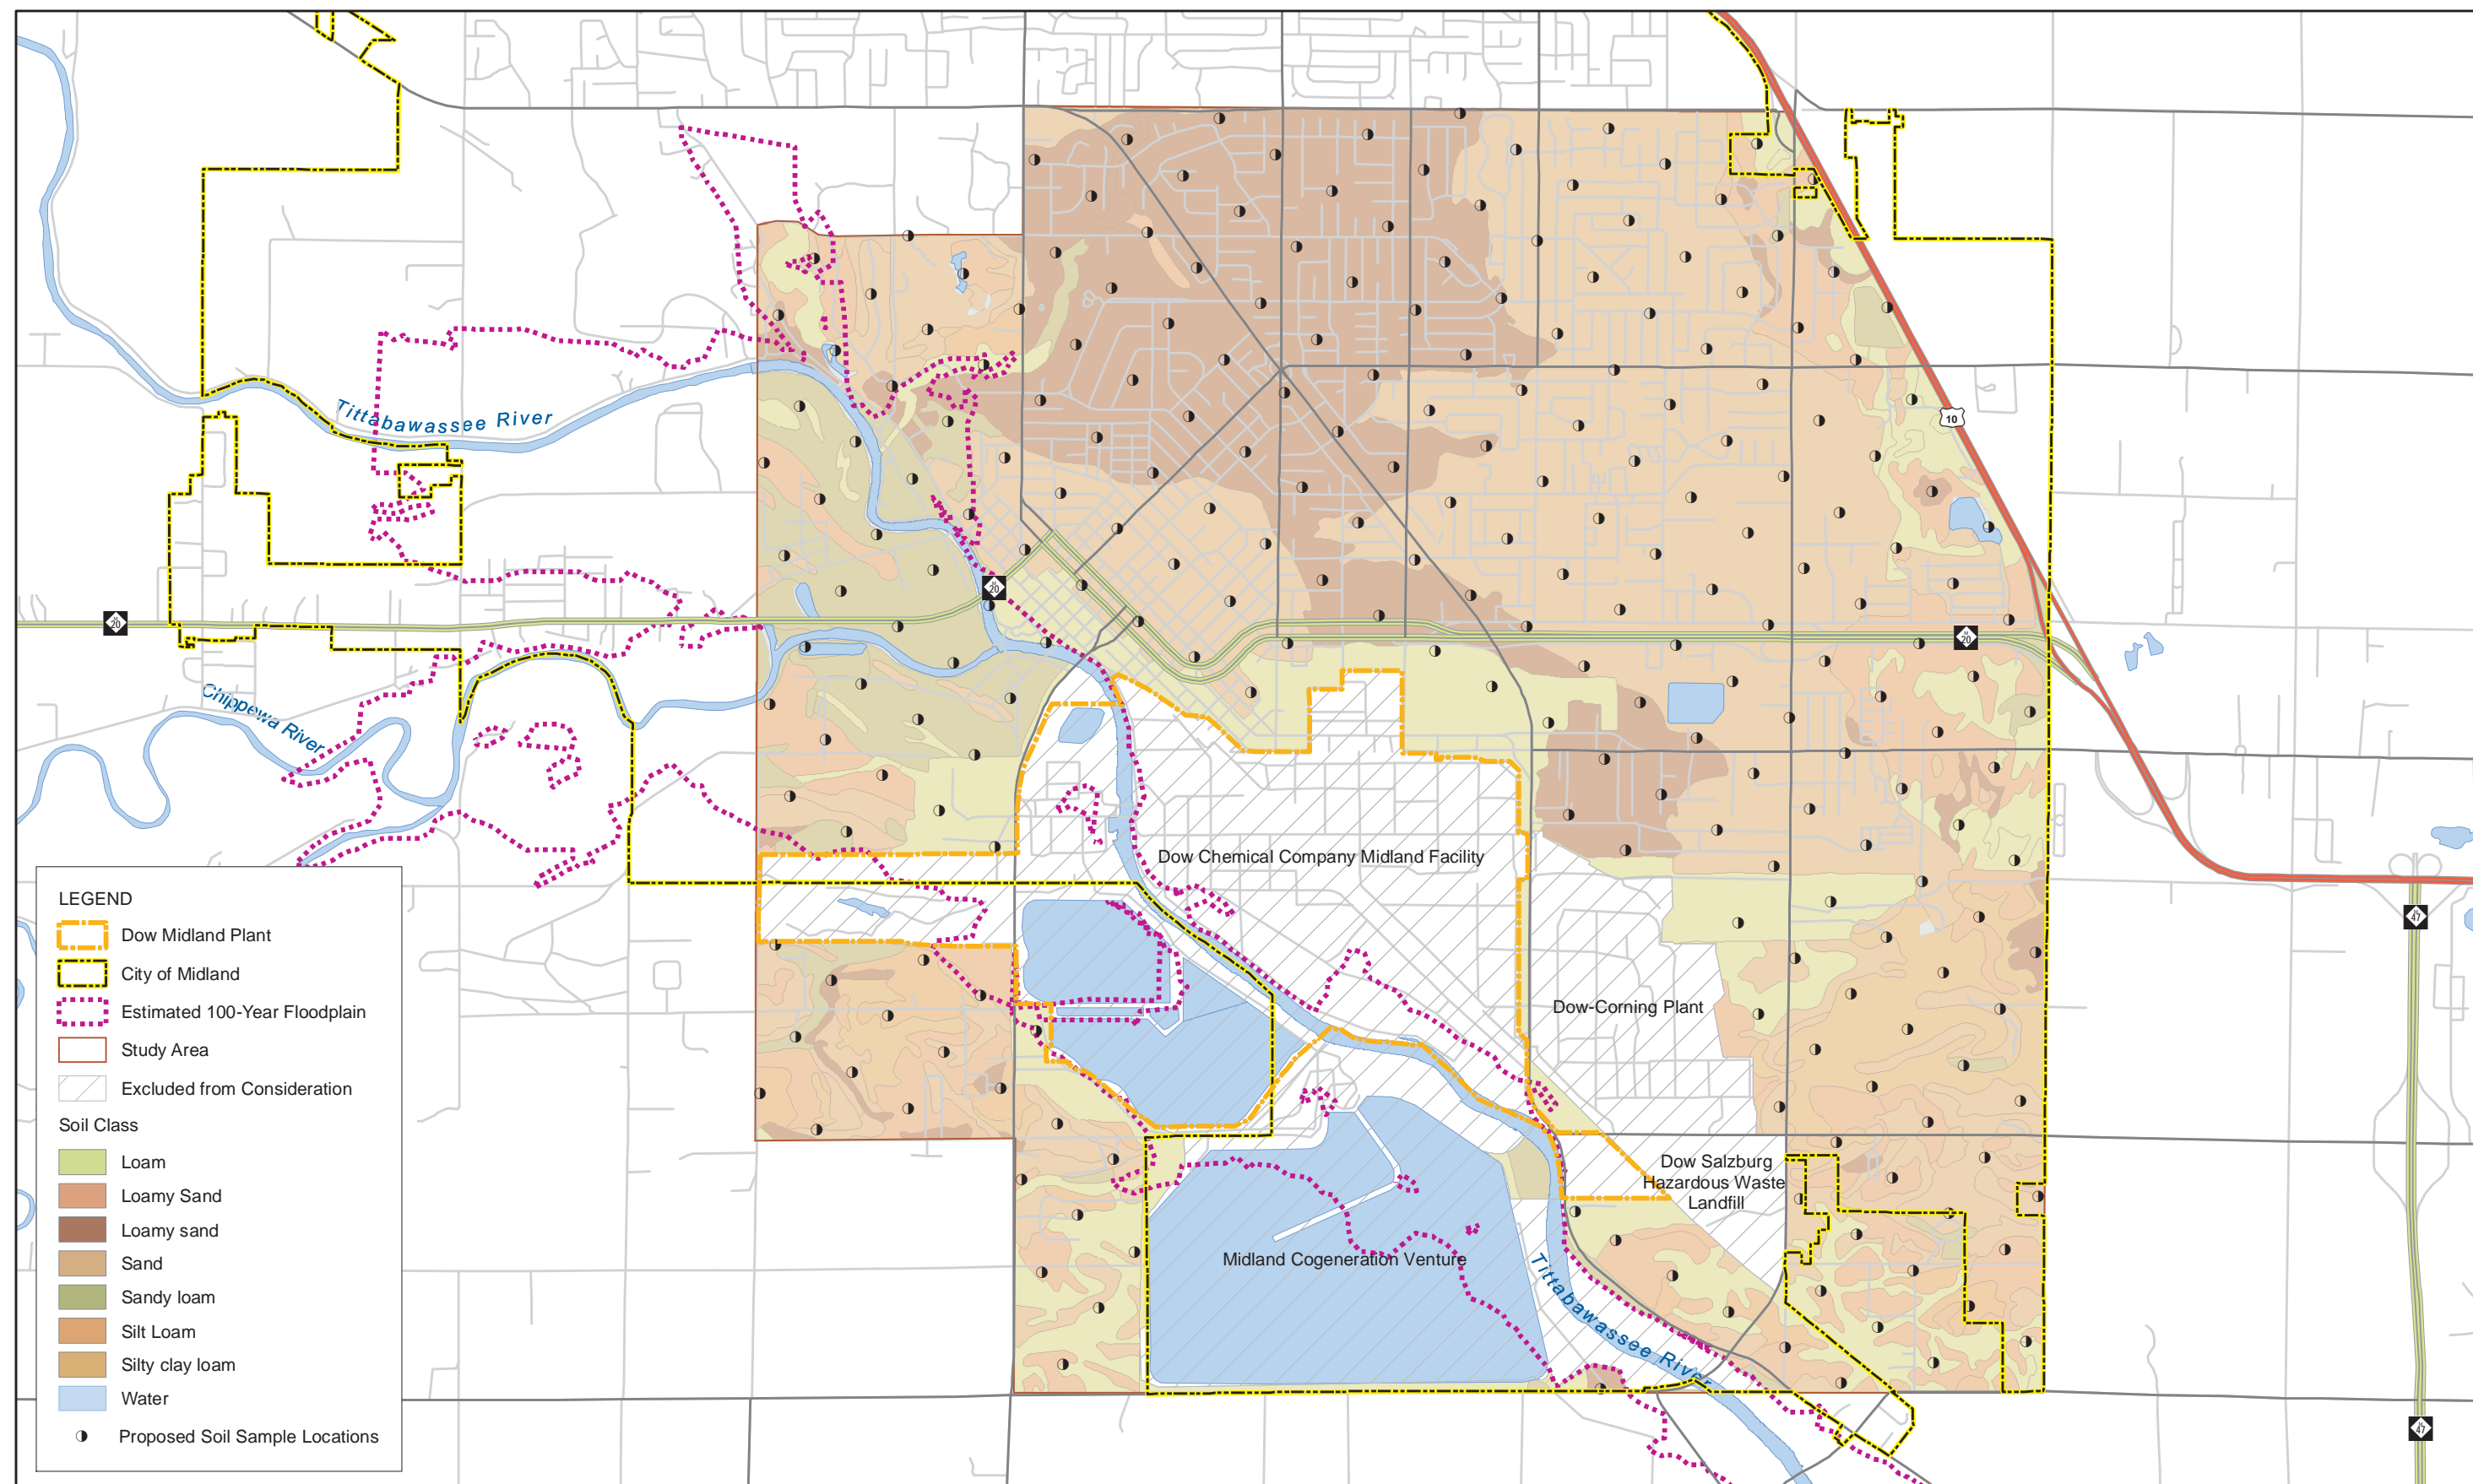 10
Tittabawassee River
M
20
M
20
M
20
Chippewa River
Dow Chemical Company Midland Facility
M
47
Dow-Corning Plant
Dow Salzburg
Hazardous Waste
Landfill
Midland Cogeneration Venture
Tittabawassee River
M
47
LEGEND
Dow Midland Plant
City of Midland
Estimated 100-Year Floodplain
Study Area
Excluded from Consideration
Soil Class
Loam
Loamy Sand
Loamy sand
Sand
Sandy loam
Silt Loam
Silty clay loam
Water
Proposed Soil Sample Locations